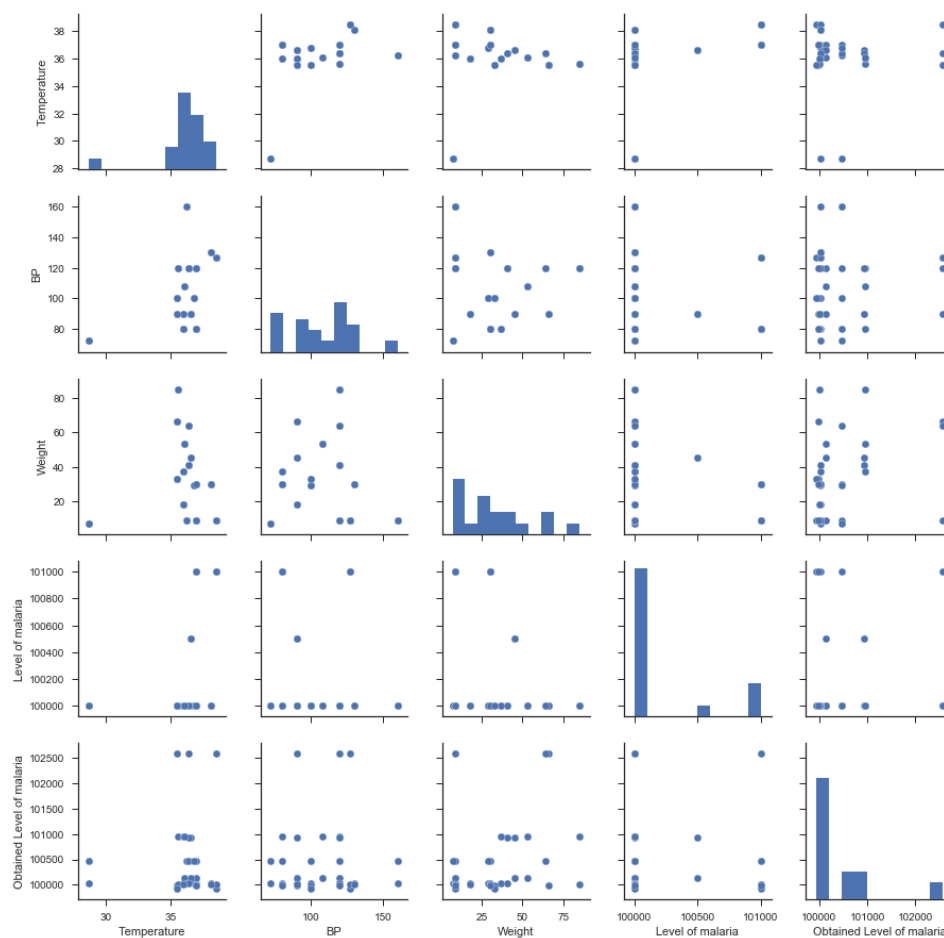 38
36
34
32
30
28
Temperature
160
140
120
100
80
BP
80
60
40
20
Weight
101000
100800
100600
100400
100200
100000
Level of malaria
102500
102000
101500
101000
100500
100000
Obtained Level of malaria
30 35
Temperature
100 150
BP
25 50 75
Weight
100000 100500 101000
Level of malaria
100000 101000 102000
Obtained Level of malaria